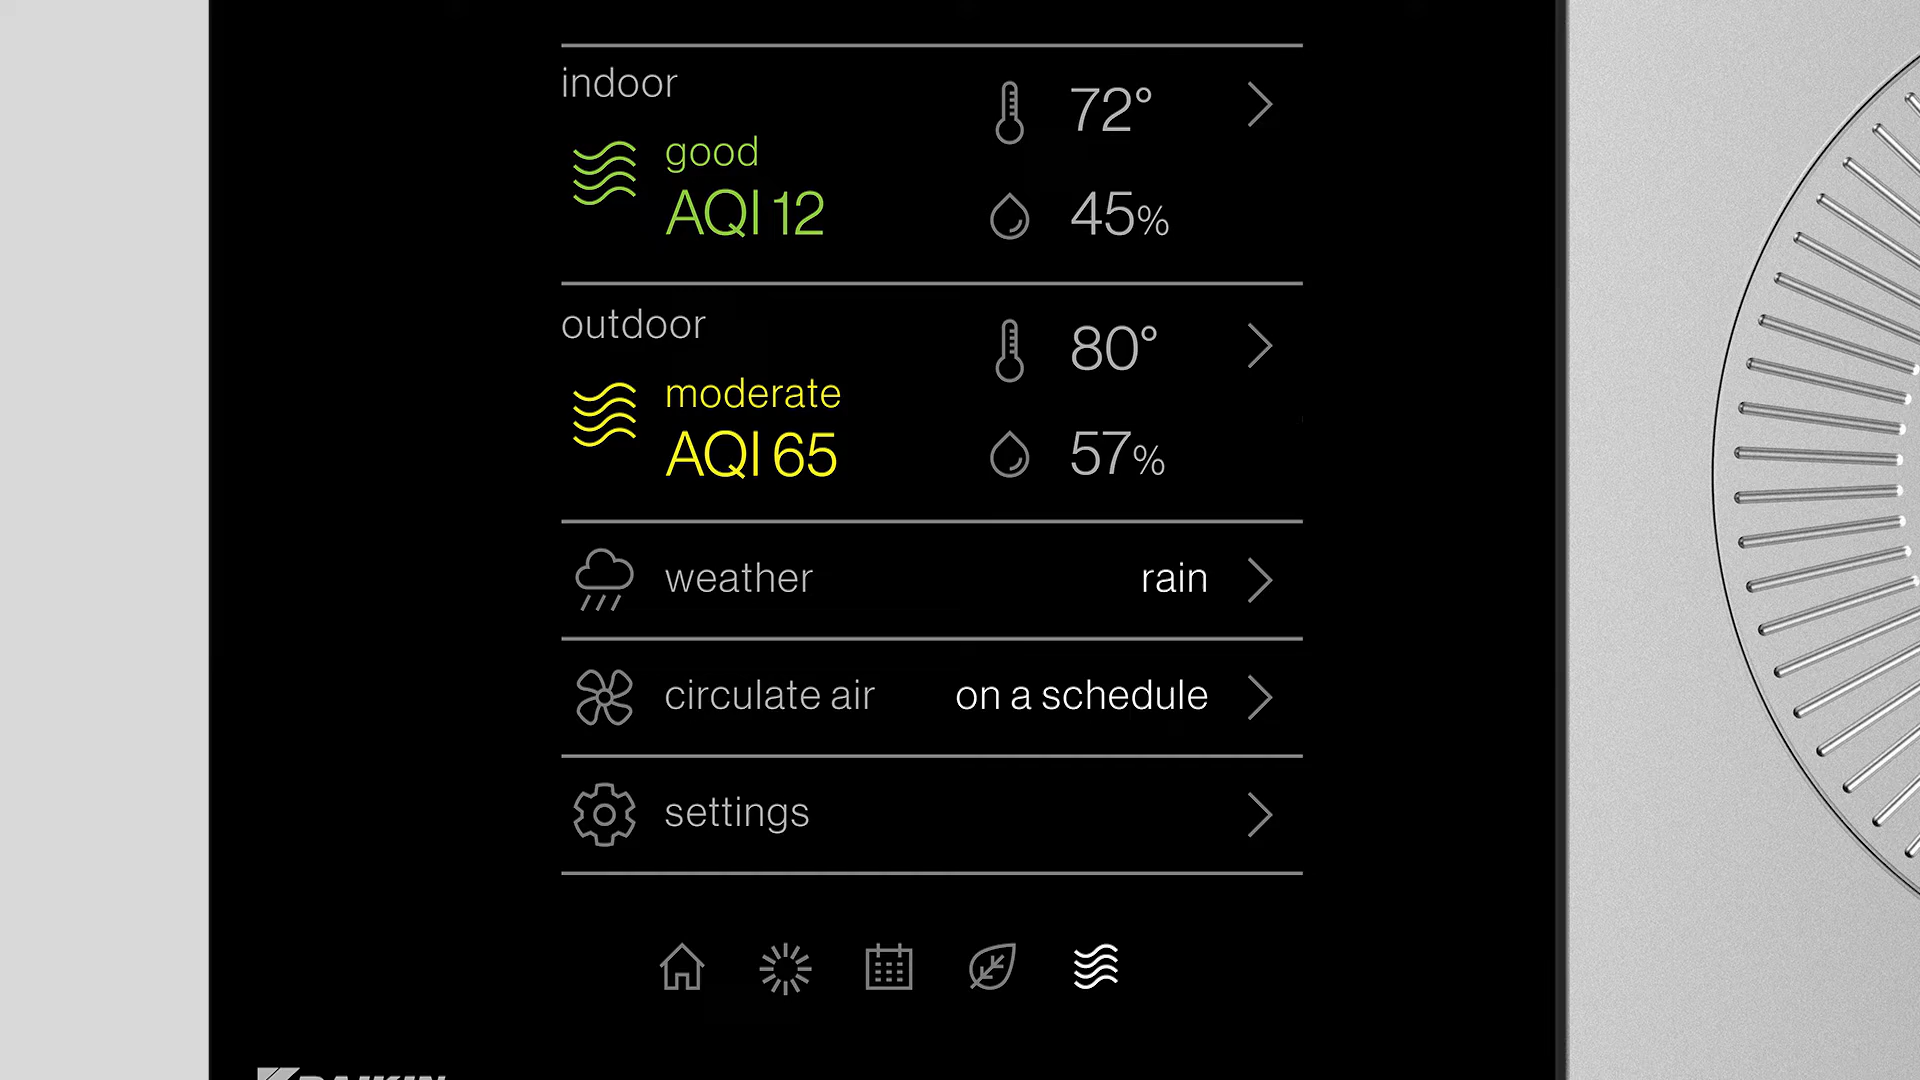 indoor
72°
good
AQI 12
45%
outdoor
80°
moderate
AQI 65
57%
weather rain
circulate air on a schedule
settings
DAIKIN